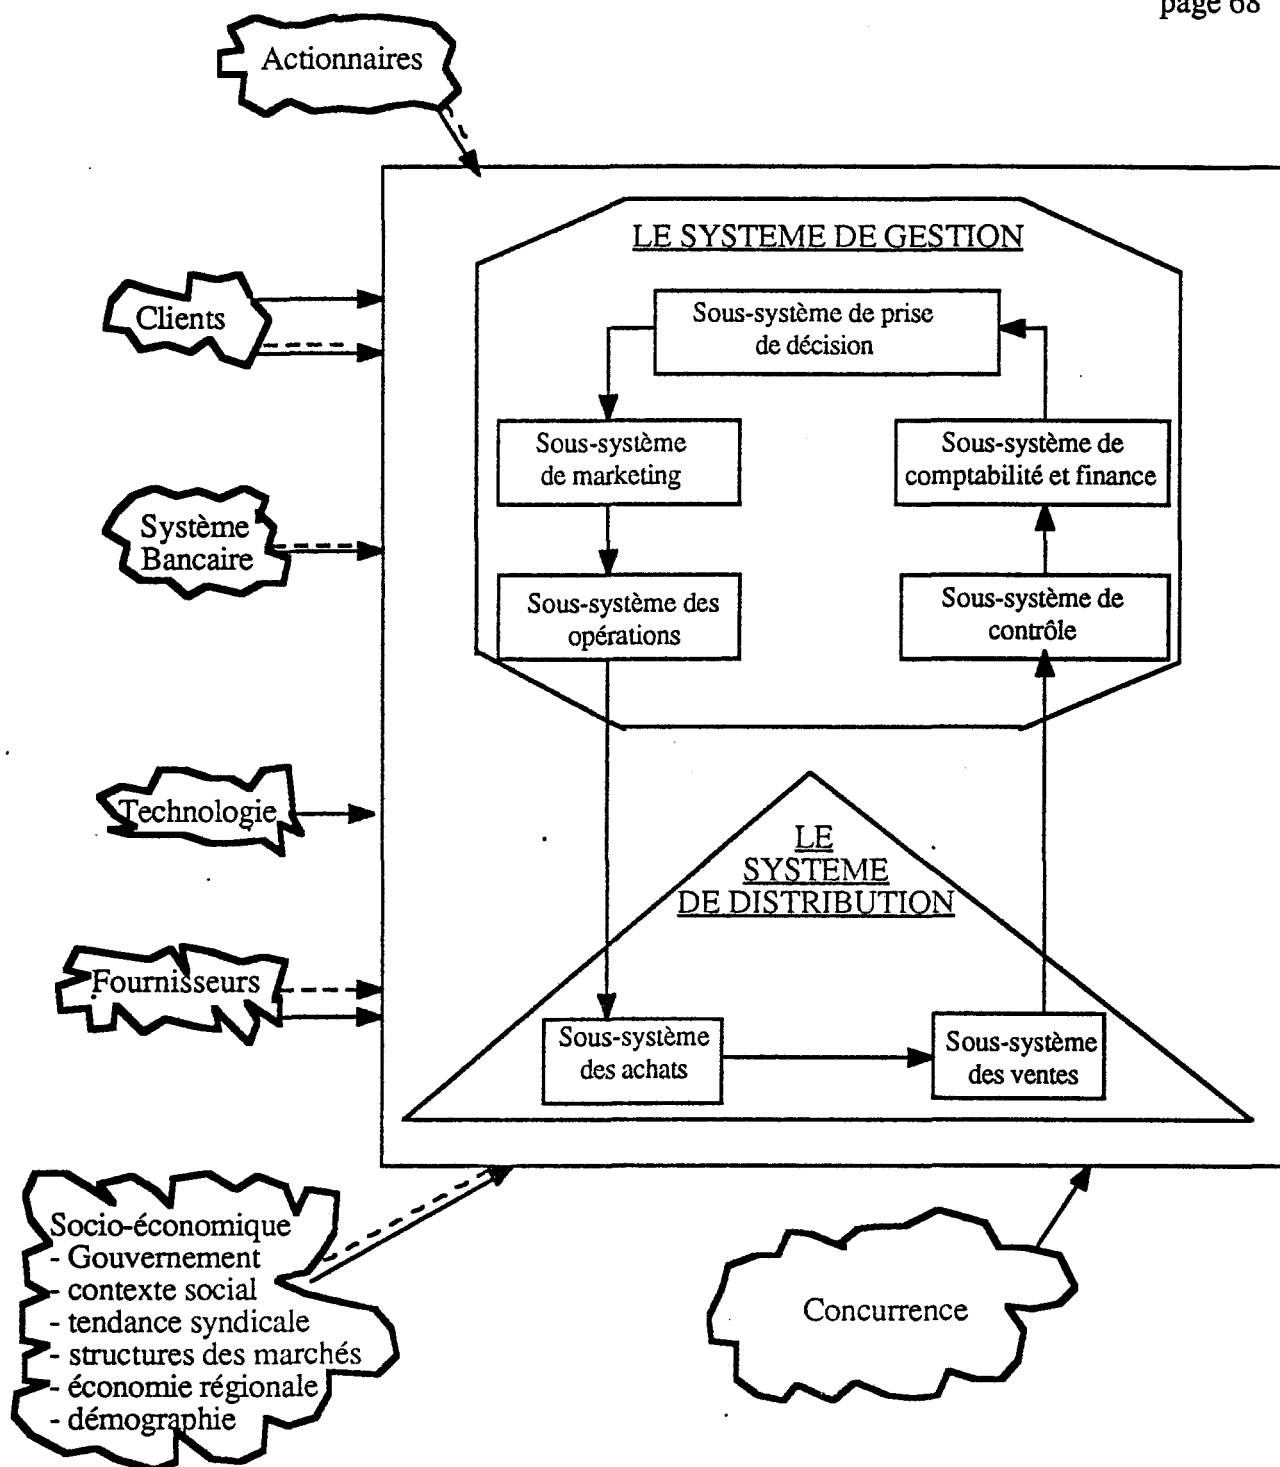 page 68
Actionnaires
LE SYSTEME DE GESTION
Sous-système de prise
de décision
Clients
Sous-système
de marketing
Sous-système de
comptabilité et finance
Système
Bancaire
Sous-système des
opérations
Sous-système de
contrôle
Technologie
LE
SYSTEME
DE DISTRIBUTION
Fournisseurs
Sous-système
des achats
Sous-système
des ventes
Socio-économique
- Gouvernement
- contexte social
- tendance syndicale
- structures des marchés
- économie régionale
- démographie
Concurrence